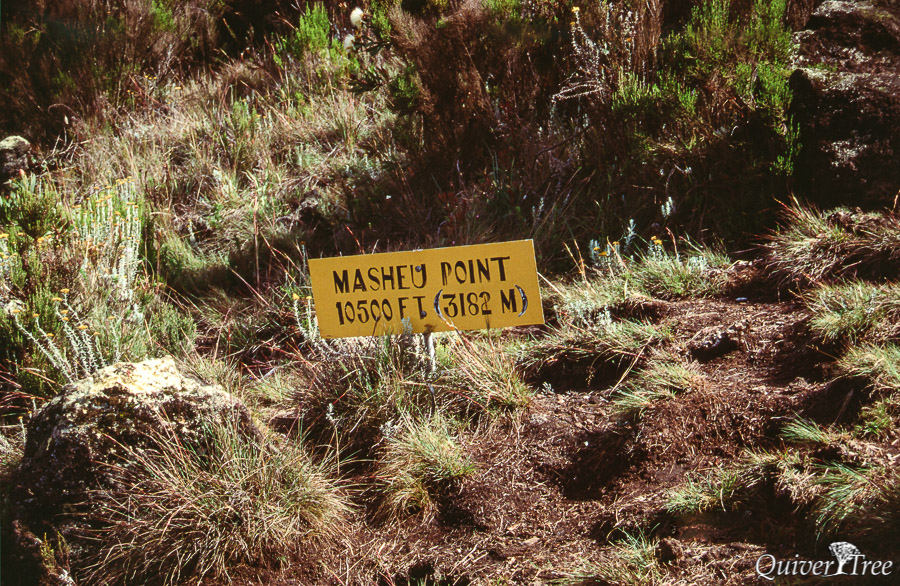 MASHEU POINT
10500 FT (3182 M)
QuiverTree